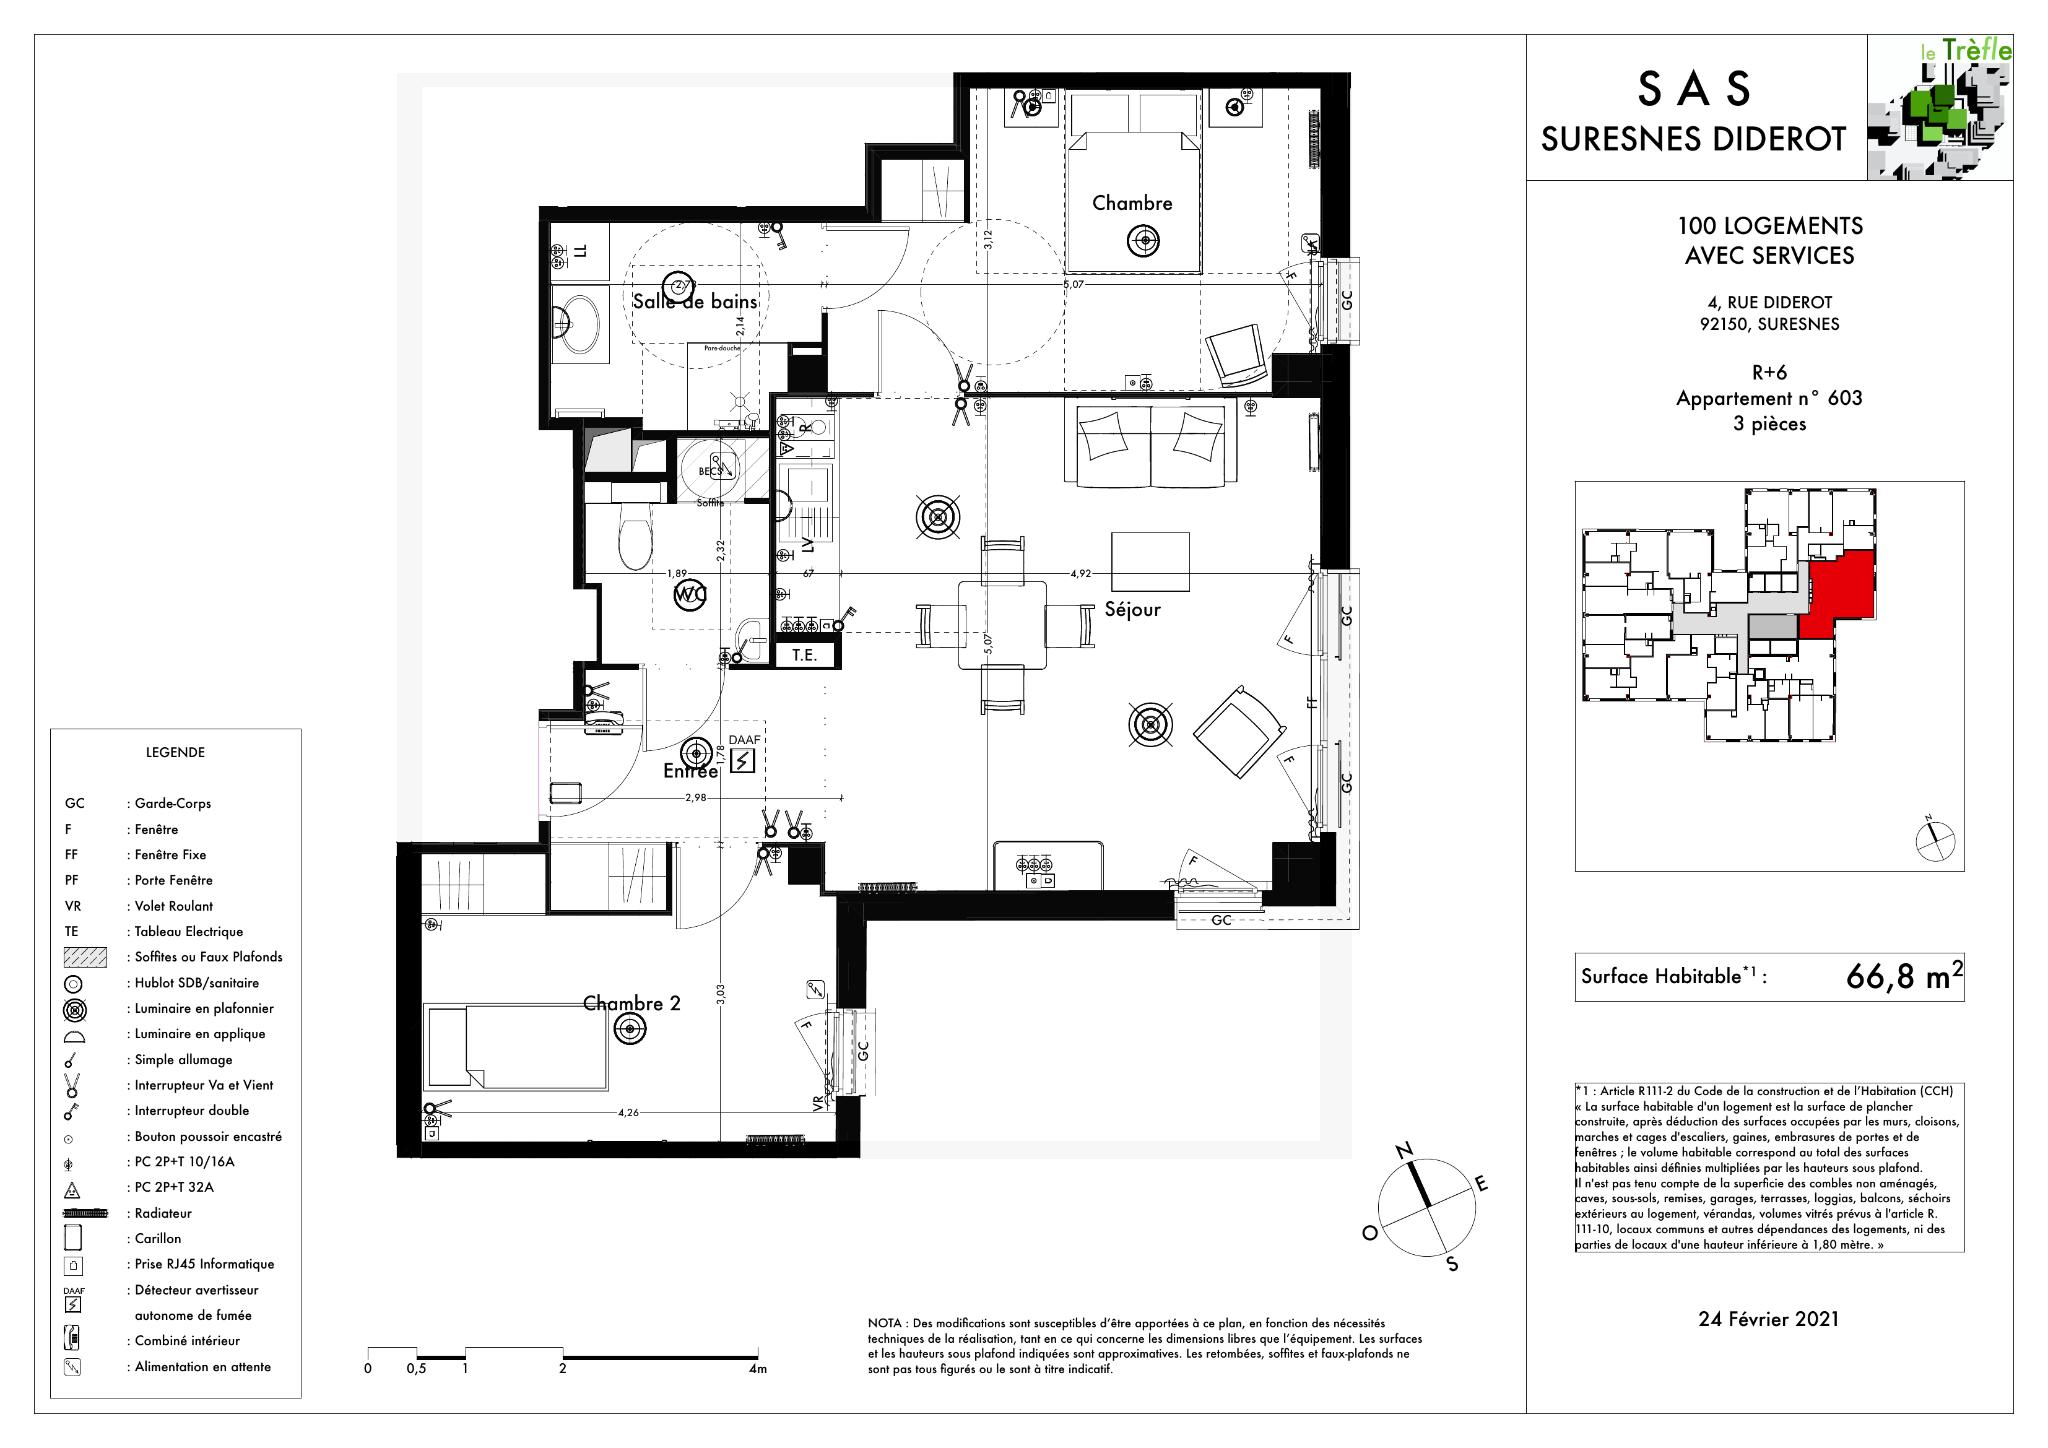 le Trèfle
SAS
SURESNES DIDEROT
100 LOGEMENTS
AVEC SERVICES
4, RUE DIDEROT
92150, SURESNES
R+6
Appartement n° 603
3 pièces
N
Surface Habitable*1 : 66,8 m²
*1 : Article R111-2 du Code de la construction et de l'Habitation (CCH)
« La surface habitable d'un logement est la surface de plancher
construite, après déduction des surfaces occupées par les murs, cloisons,
marches et cages d'escaliers, gaines, embrasures de portes et de
fenêtres ; le volume habitable correspond au total des surfaces
habitables ainsi définies multipliées par les hauteurs sous plafond.
Il n'est pas tenu compte de la superficie des combles non aménagés,
caves, sous-sols, remises, garages, terrasses, loggias, balcons, séchoirs
extérieurs au logement, vérandas, volumes vitrés prévus à l'article R.
111-10, locaux communs et autres dépendances des logements, ni des
parties de locaux d'une hauteur inférieure à 1,80 mètre. »
24 Février 2021
Chambre
3,12
5,07
F
GC
LL
Salle de bains
2,14
Pare-douche
R
BECS
Soffite
LV
2,32
1,89
67
WC
T.E.
4,92
Séjour
5,07
F
GC
FF
F
GC
DAAF
1,78
Entrée
2,98
F
GC
Chambre 2
3,03
4,26
F
GC
VR
N
E
S
O
LEGENDE
GC : Garde-Corps
F : Fenêtre
FF : Fenêtre Fixe
PF : Porte Fenêtre
VR : Volet Roulant
TE : Tableau Electrique
: Soffites ou Faux Plafonds
: Hublot SDB/sanitaire
: Luminaire en plafonnier
: Luminaire en applique
: Simple allumage
: Interrupteur Va et Vient
: Interrupteur double
: Bouton poussoir encastré
: PC 2P+T 10/16A
: PC 2P+T 32A
: Radiateur
: Carillon
: Prise RJ45 Informatique
DAAF : Détecteur avertisseur
autonome de fumée
: Combiné intérieur
: Alimentation en attente
0 0,5 1 2 4m
NOTA : Des modifications sont susceptibles d'être apportées à ce plan, en fonction des nécessités
techniques de la réalisation, tant en ce qui concerne les dimensions libres que l'équipement. Les surfaces
et les hauteurs sous plafond indiquées sont approximatives. Les retombées, soffites et faux-plafonds ne
sont pas tous figurés ou le sont à titre indicatif.